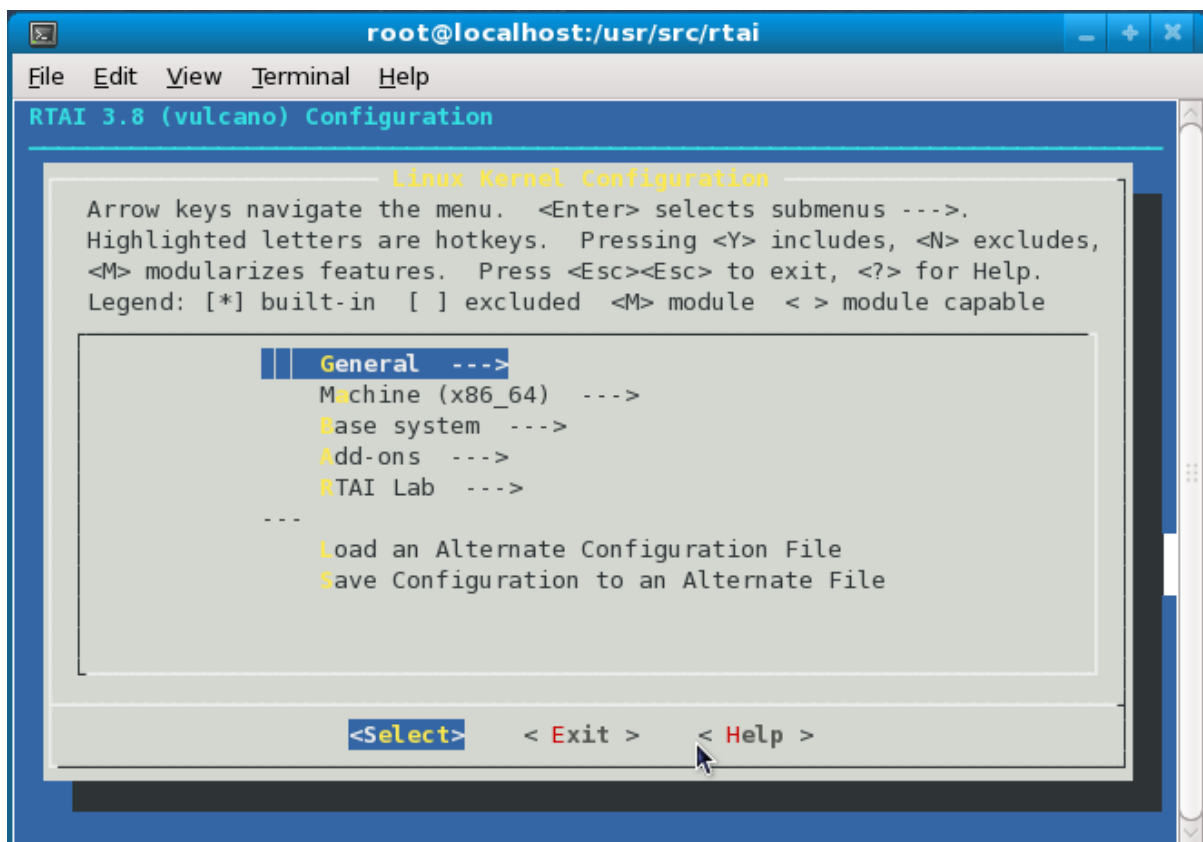 root@localhost:/usr/src/rtai
File Edit View Terminal Help
RTAI 3.8 (vulcano) Configuration
Linux Kernel Configuration
Arrow keys navigate the menu. <Enter> selects submenus --->.
Highlighted letters are hotkeys. Pressing <Y> includes, <N> excludes,
<M> modularizes features. Press <Esc><Esc> to exit, <?> for Help.
Legend: [*] built-in [ ] excluded <M> module < > module capable
General --->
Machine (x86_64) --->
Base system --->
Add-ons --->
RTAI Lab --->
---
Load an Alternate Configuration File
Save Configuration to an Alternate File
<Select> < Exit > < Help >